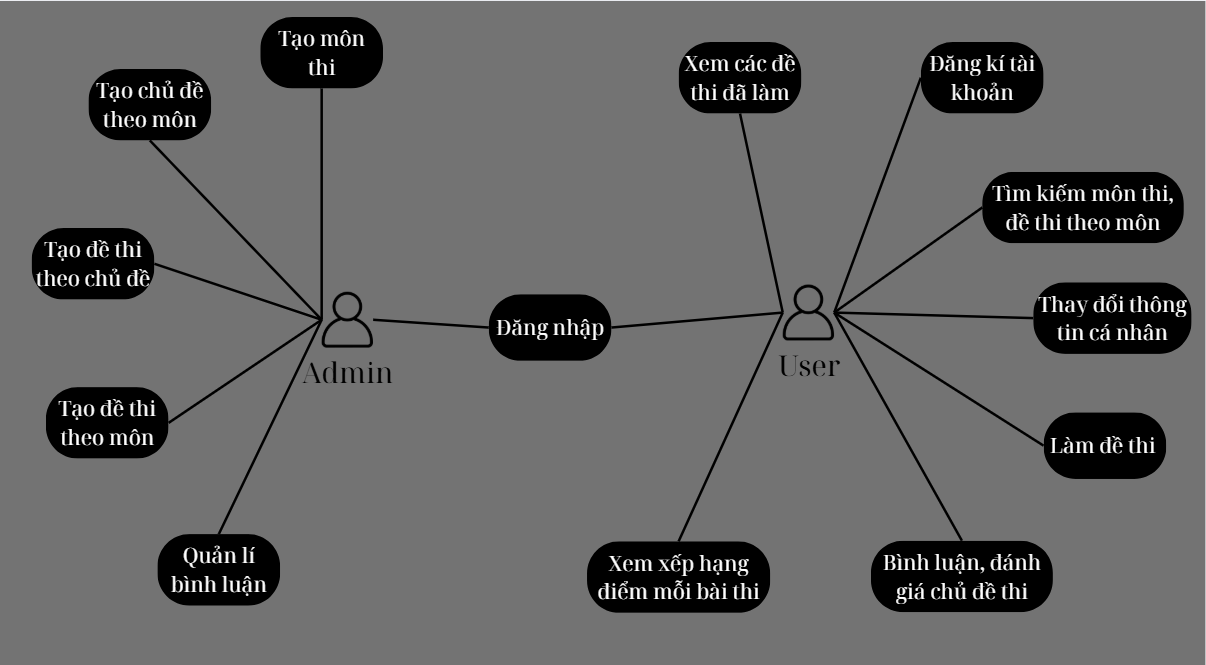 Tạo môn
thi
Tạo chủ đề
theo môn
Tạo đề thi
theo chủ đề
Tạo đề thi
theo môn
Quản lí
bình luận
Admin
Đăng nhập
User
Xem các đề
thi đã làm
Đăng kí tài
khoản
Tìm kiếm môn thi,
đề thi theo môn
Thay đổi thông
tin cá nhân
Làm đề thi
Bình luận, đánh
giá chủ đề thi
Xem xếp hạng
điểm mỗi bài thi